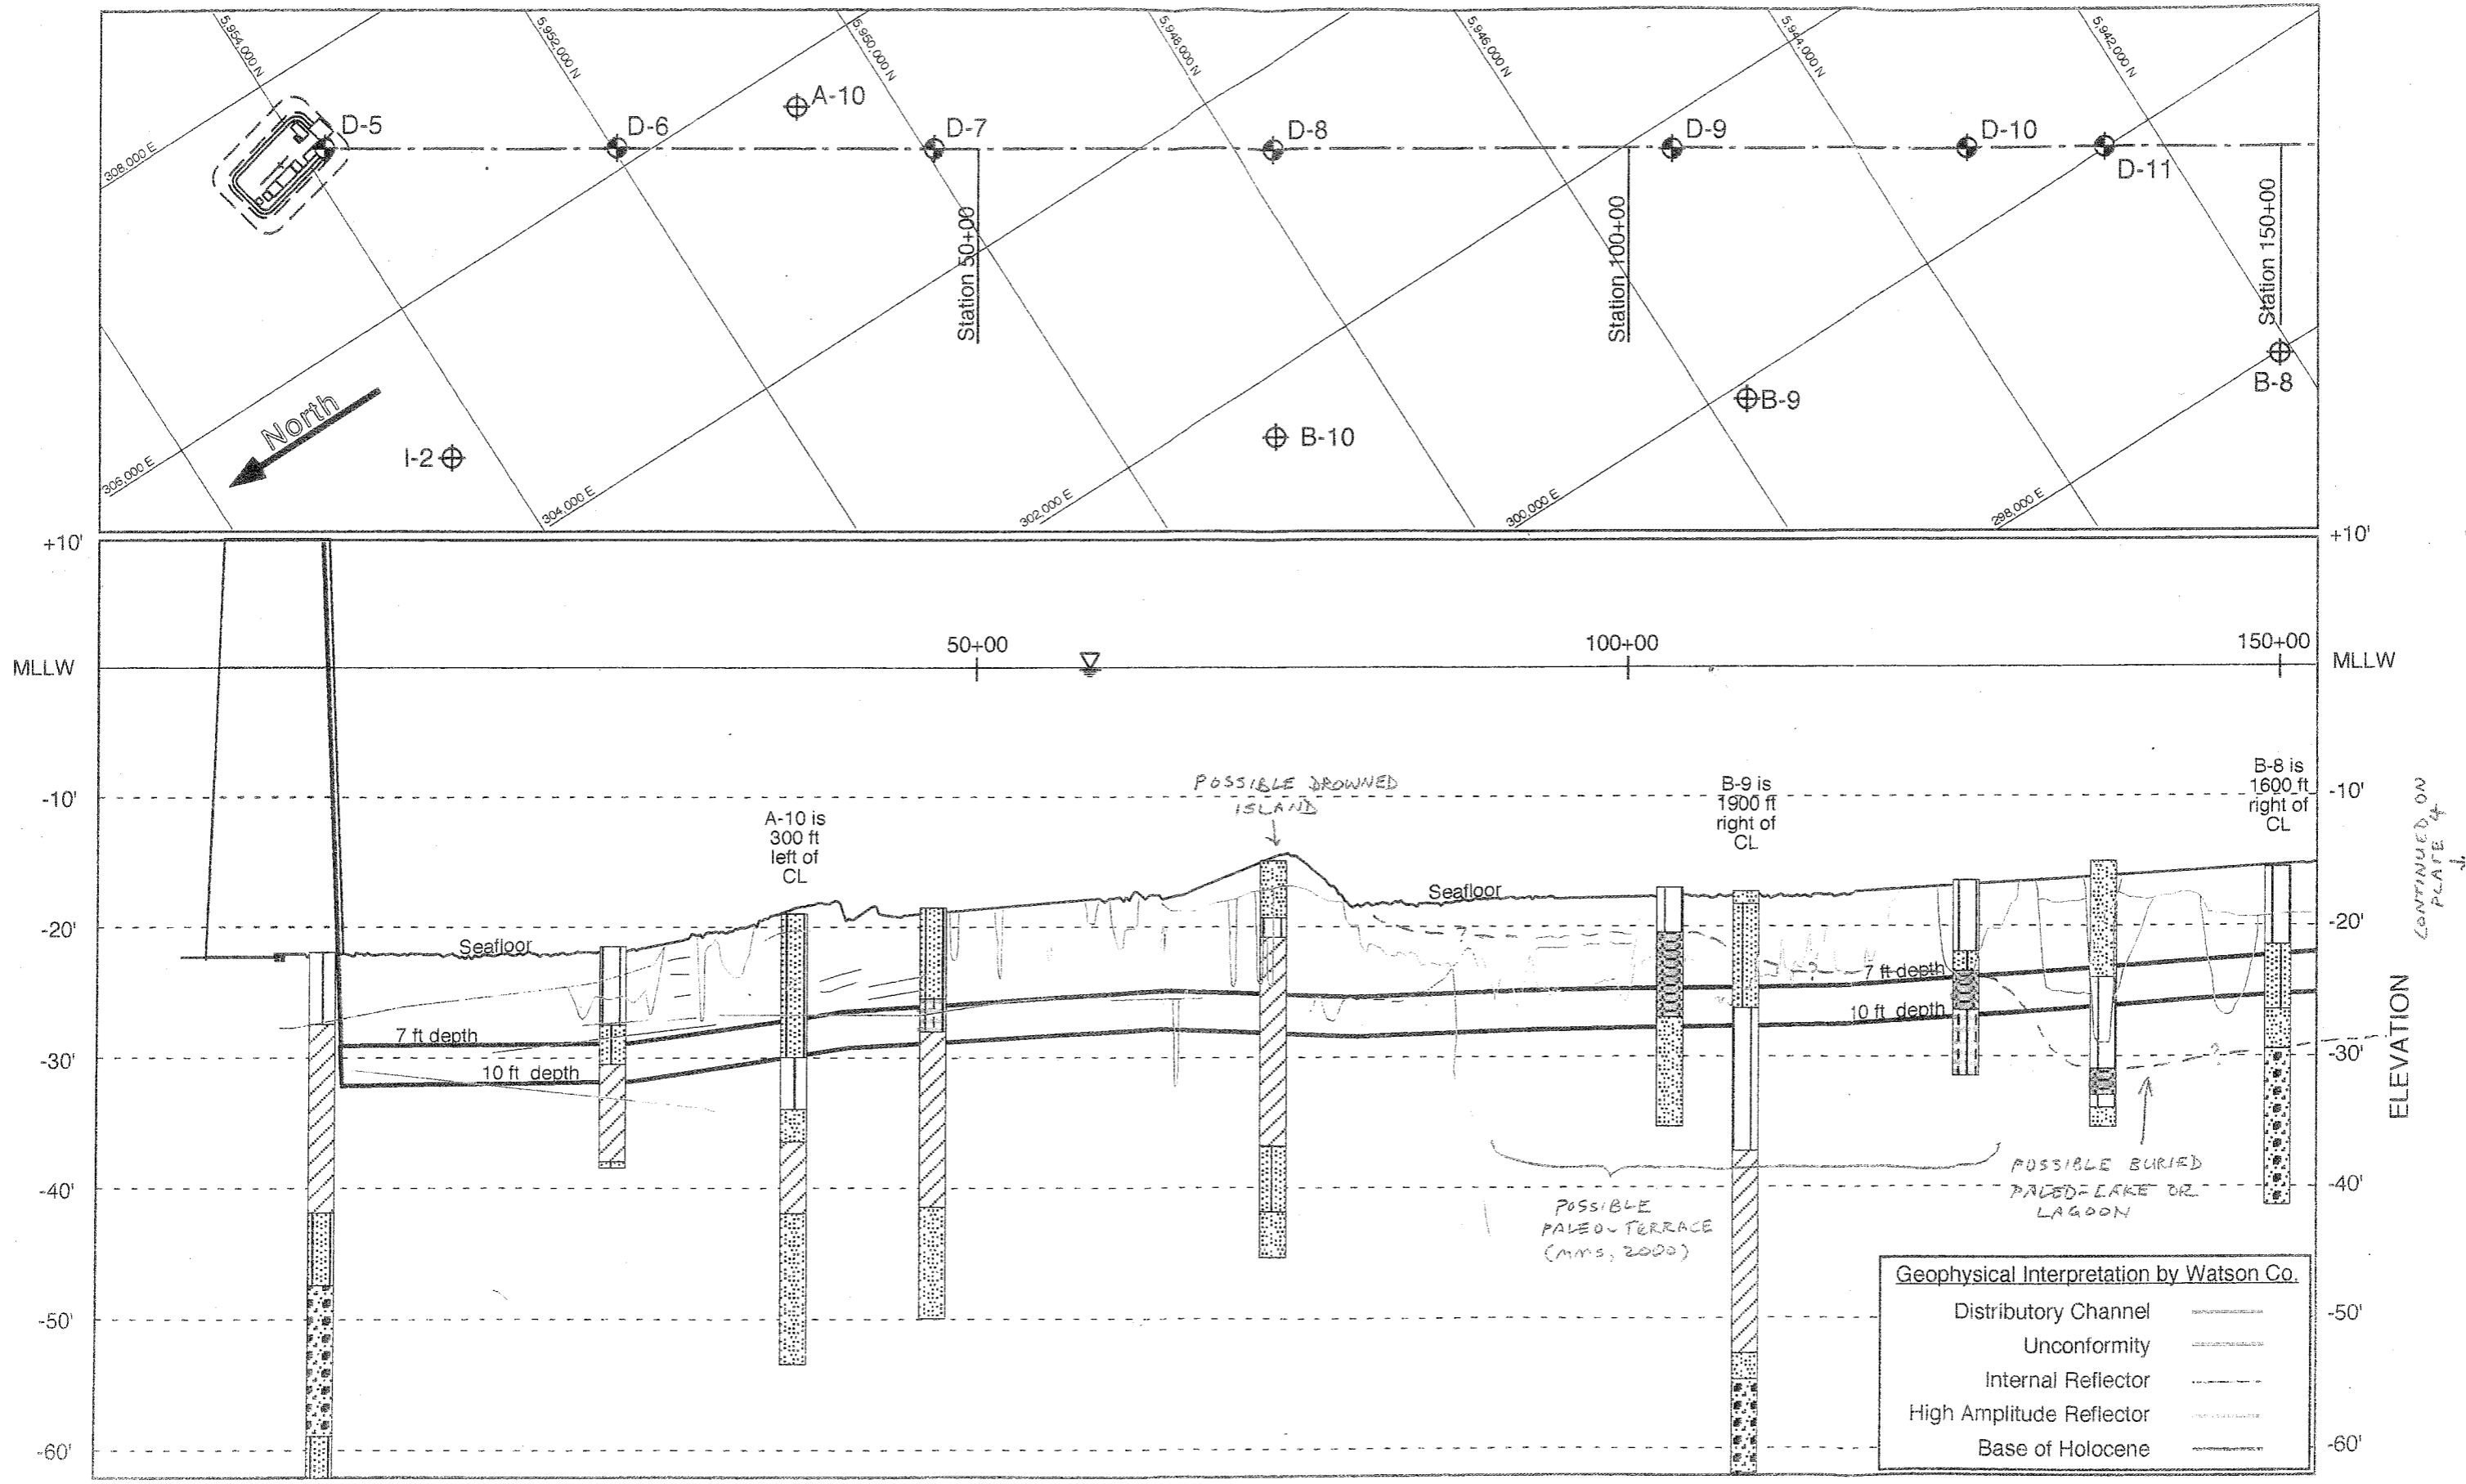 5,954,000 N
5,952,000 N
5,950,000 N
5,948,000 N
5,946,000 N
5,944,000 N
5,942,000 N
308,000 E
D-5
D-6
A-10
D-7
D-8
D-9
D-10
D-11
Station 50+00
Station 100+00
Station 150+00
B-8
B-9
B-10
North
I-2
306,000 E
304,000 E
302,000 E
300,000 E
298,000 E
+10'
+10'
50+00
100+00
150+00
MLLW
MLLW
-10'
-10'
A-10 is
300 ft
left of
CL
POSSIBLE DROWNED
ISLAND
B-9 is
1900 ft
right of
CL
B-8 is
1600 ft
right of
CL
CONTINUED ON
PLATE 4
Seafloor
Seafloor
-20'
-20'
7 ft depth
10 ft depth
7 ft depth
10 ft depth
?
?
?
-30'
-30'
ELEVATION
-40'
-40'
POSSIBLE
PALEO-TERRACE
(MMS, 2000)
POSSIBLE BURIED
PALEO-LAKE OR
LAGOON
-50'
-50'
-60'
-60'
Geophysical Interpretation by Watson Co.
Distributory Channel
Unconformity
Internal Reflector
High Amplitude Reflector
Base of Holocene